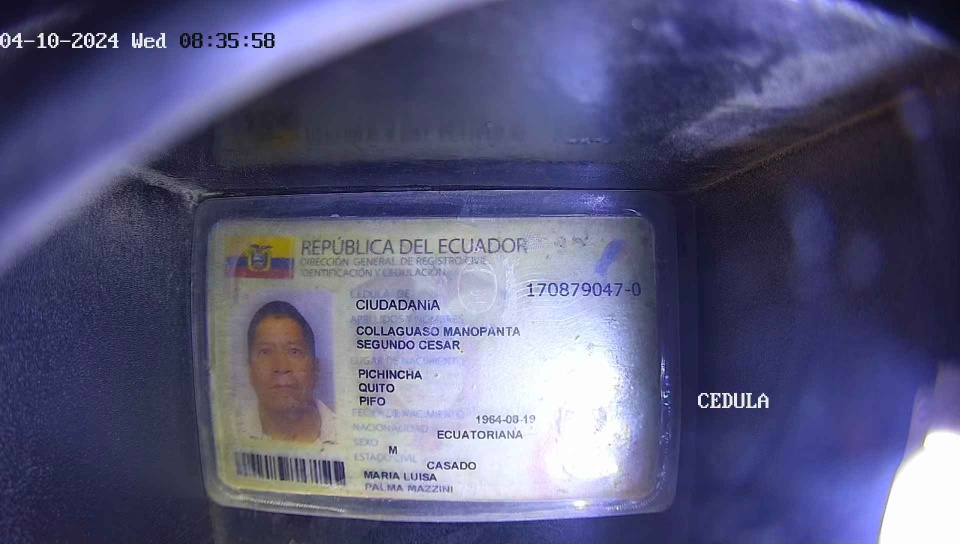 04-10-2024 Wed 08:35:58
REPÚBLICA DEL ECUADOR
DIRECCIÓN GENERAL DE REGISTRO CIVIL
IDENTIFICACIÓN Y CEDULACIÓN
170879047-0
CÉDULA DE
CIUDADANÍA
APELLIDOS Y NOMBRES
COLLAGUASO MANOPANTA
SEGUNDO CESAR
LUGAR DE NACIMIENTO
PICHINCHA
QUITO
PIFO
CEDULA
FECHA DE NACIMIENTO 1964-08-19
NACIONALIDAD ECUATORIANA
SEXO M
ESTADO CIVIL CASADO
MARIA LUISA
PALMA MAZZINI